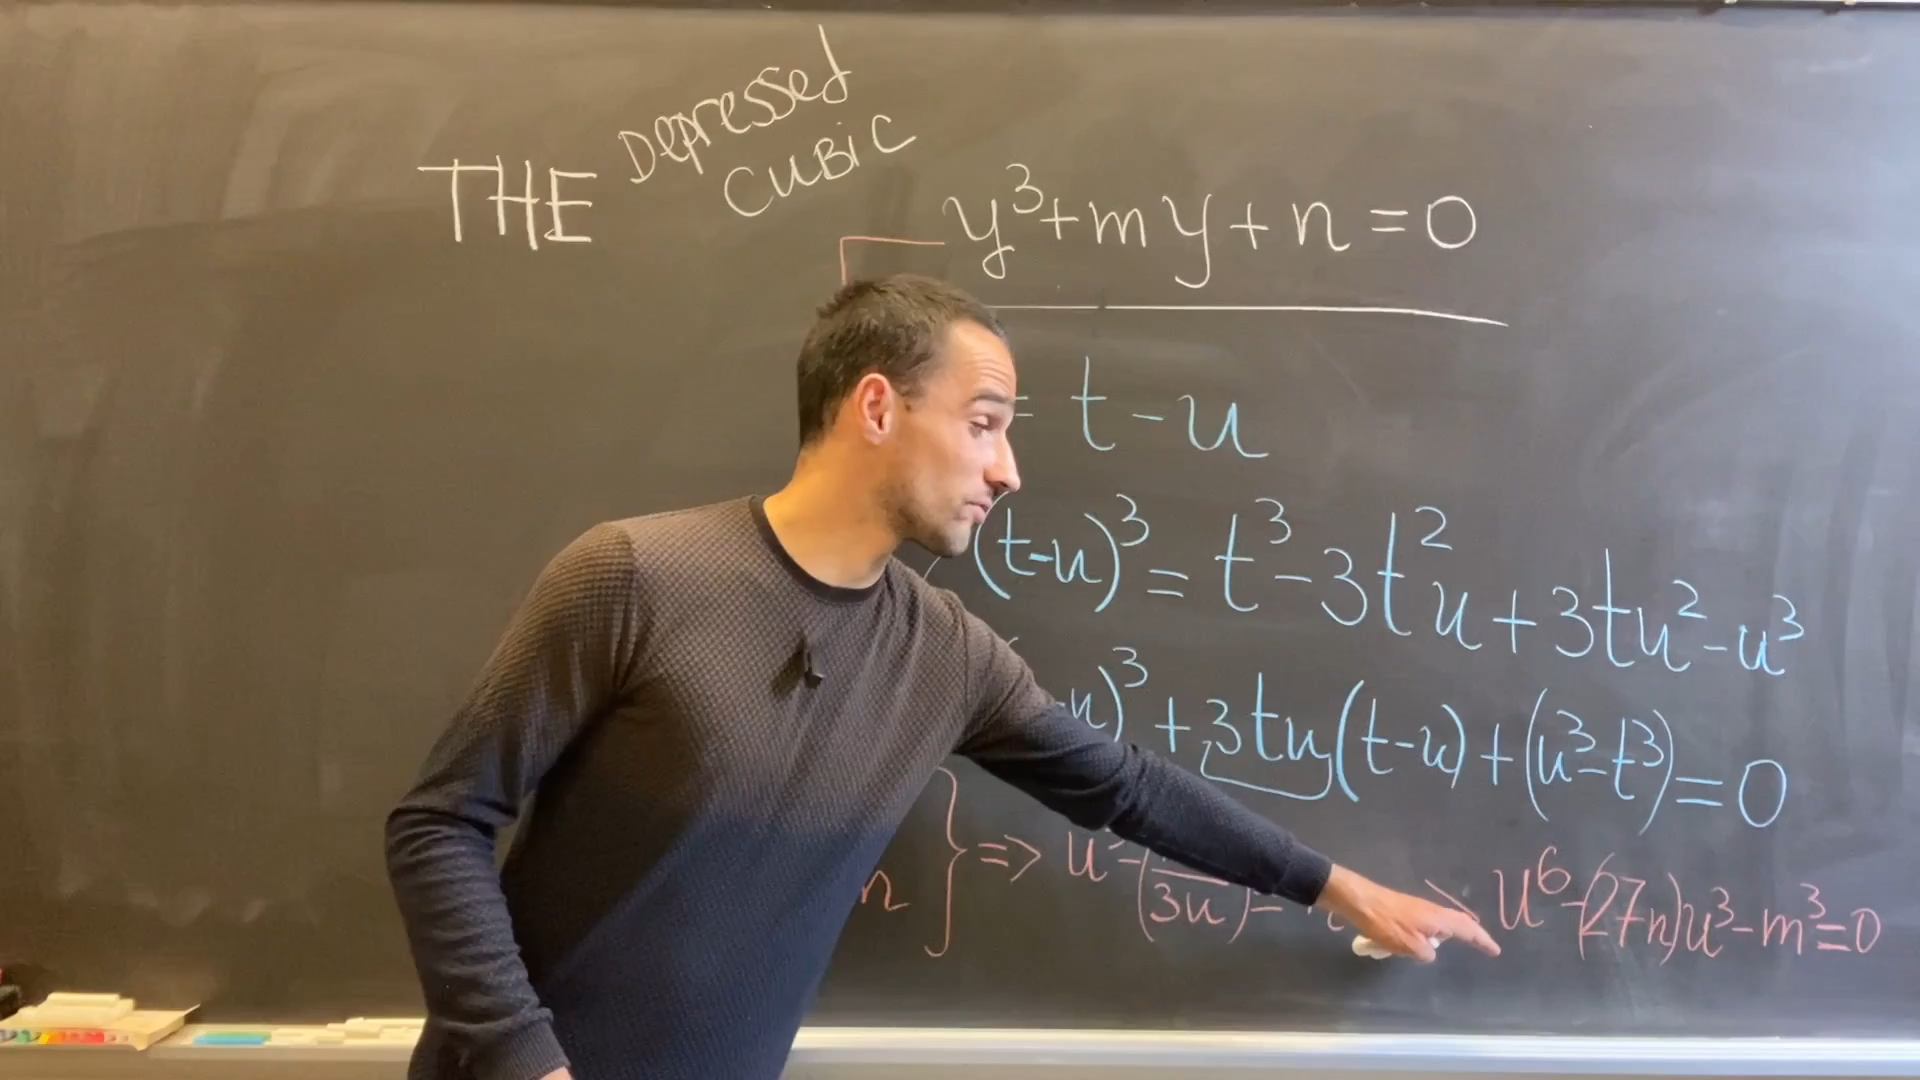 THE Depressed
CUBIC
y³+my+n=0
= t-u
(t-u)³ = t³-3t²u+3tu²-u³
u)³+3tu(t-u)+(u³-t³)=0
n } => u³-(3u)= u⁶-(27n)u³-m³=0